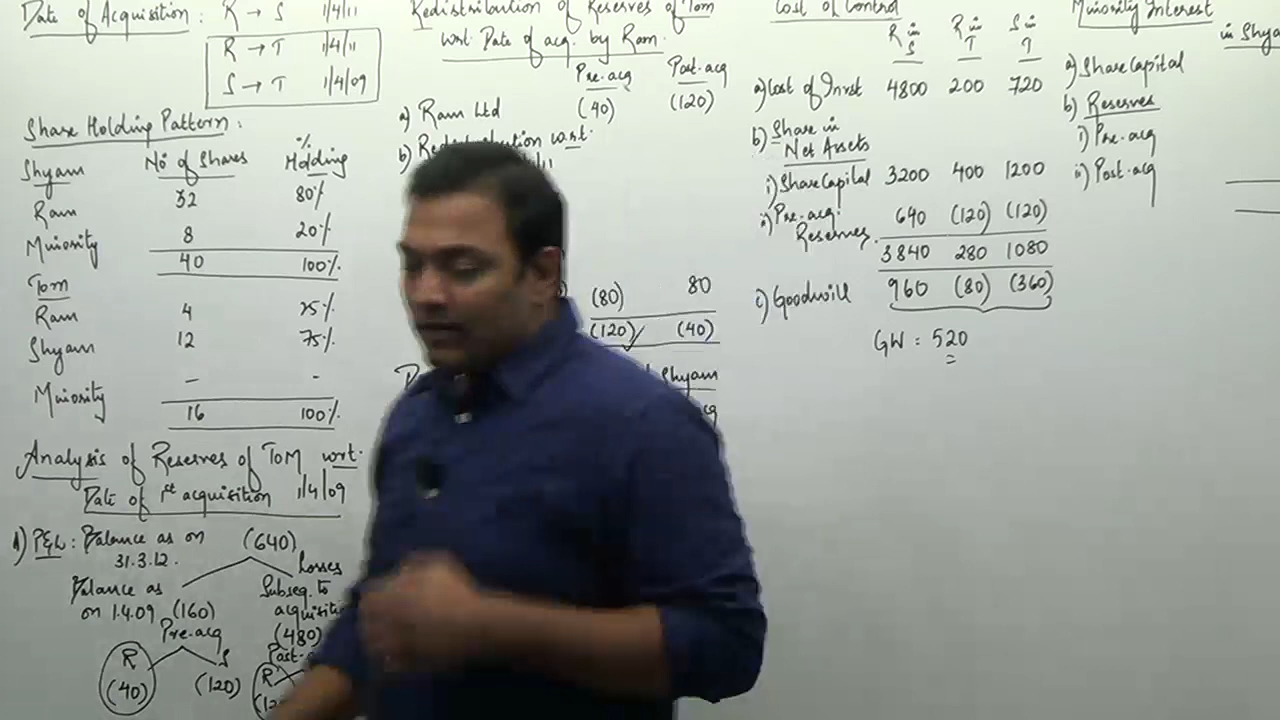 Date of Acquisition: R → S 1/4/11
R → T 1/4/11
S → T 1/4/09
Share Holding Pattern:
Shyam No of Shares % Holding
Ram 32 80%
Minority 8 20%
40 100%
Tom
Ram 4 25%
Shyam 12 75%
Minority - -
16 100%
Analysis of Reserves of Tom wrt.
Date of 1st acquisition 1/4/09
A) P&L: Balance as on (640)
31.3.12.
Losses
Balance as Subseq. to
on 1.4.09 (160)
Pre-acq
(480)
R S R
(40) (120)
Redistribution of Reserves of Tom
wrt. Date of acq. by Ram.
Pre-acq Post-acq
a) Ram Ltd (40) (120)
b) wrt.
(80) 80
(120) (40)
Shyam
Cost of Control
R in S R in T S in T
a) Cost of Invst 4800 200 720
b) Share in
Net Assets
i) Share Capital 3200 400 1200
ii) Pre-acq.
Reserves. 640 (120) (120)
3840 280 1080
c) Goodwill 960 (80) (360)
GW: 520
Minority Interest
in
a) Share Capital
b) Reserves
i) Pre-acq
ii) Post-acq